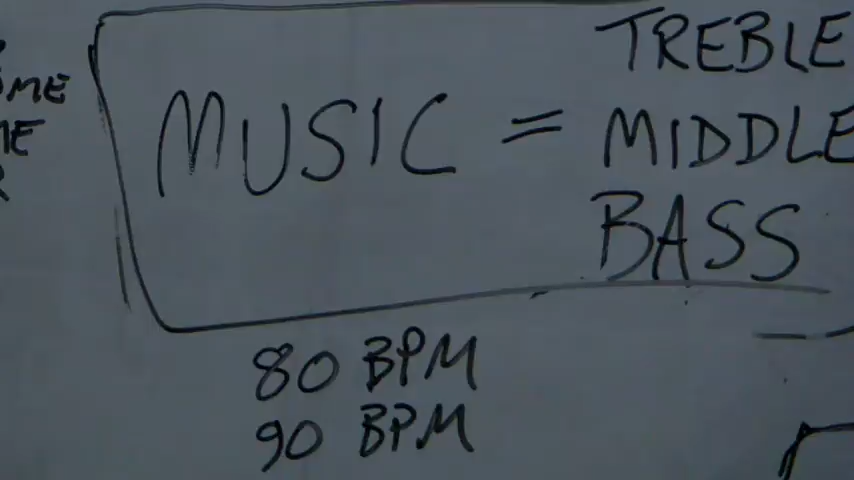 TREBLE
MUSIC = MIDDLE
BASS
80 BPM
90 BPM